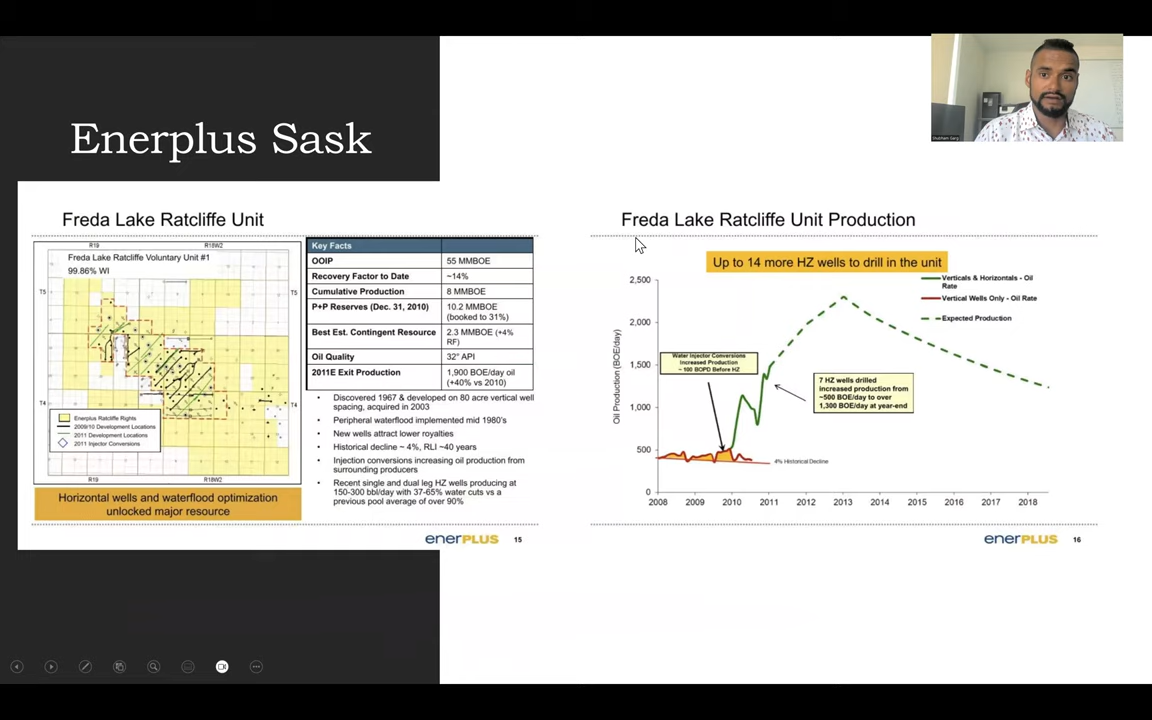 Enerplus Sask
Freda Lake Ratcliffe Unit
R19 R18W2
Freda Lake Ratcliffe Voluntary Unit #1
99.86% WI
T5 T5
T4 T4
Enerplus Ratcliffe Rights
2009/10 Development Locations
2011 Development Locations
2011 Injector Conversions
R19 R18W2
Horizontal wells and waterflood optimization
unlocked major resource
Key Facts
OOIP 55 MMBOE
Recovery Factor to Date ~14%
Cumulative Production 8 MMBOE
P+P Reserves (Dec. 31, 2010) 10.2 MMBOE
(booked to 31%)
Best Est. Contingent Resource 2.3 MMBOE (+4%
RF)
Oil Quality 32° API
2011E Exit Production 1,900 BOE/day oil
(+40% vs 2010)
• Discovered 1967 & developed on 80 acre vertical well
spacing, acquired in 2003
• Peripheral waterflood implemented mid 1980's
• New wells attract lower royalties
• Historical decline ~ 4%, RLI ~40 years
• Injection conversions increasing oil production from
surrounding producers
• Recent single and dual leg HZ wells producing at
150-300 bbl/day with 37-65% water cuts vs a
previous pool average of over 90%
enerPLUS 15
Freda Lake Ratcliffe Unit Production
Up to 14 more HZ wells to drill in the unit
Verticals & Horizontals - Oil
Rate
Vertical Wells Only - Oil Rate
Expected Production
Oil Production (BOE/day)
2,500
2,000
1,500
1,000
500
0
Water Injector Conversions
Increased Production
~ 100 BOPD Before HZ
7 HZ wells drilled
increased production from
~500 BOE/day to over
1,300 BOE/day at year-end
4% Historical Decline
2008 2009 2010 2011 2012 2013 2014 2015 2016 2017 2018
enerPLUS 16